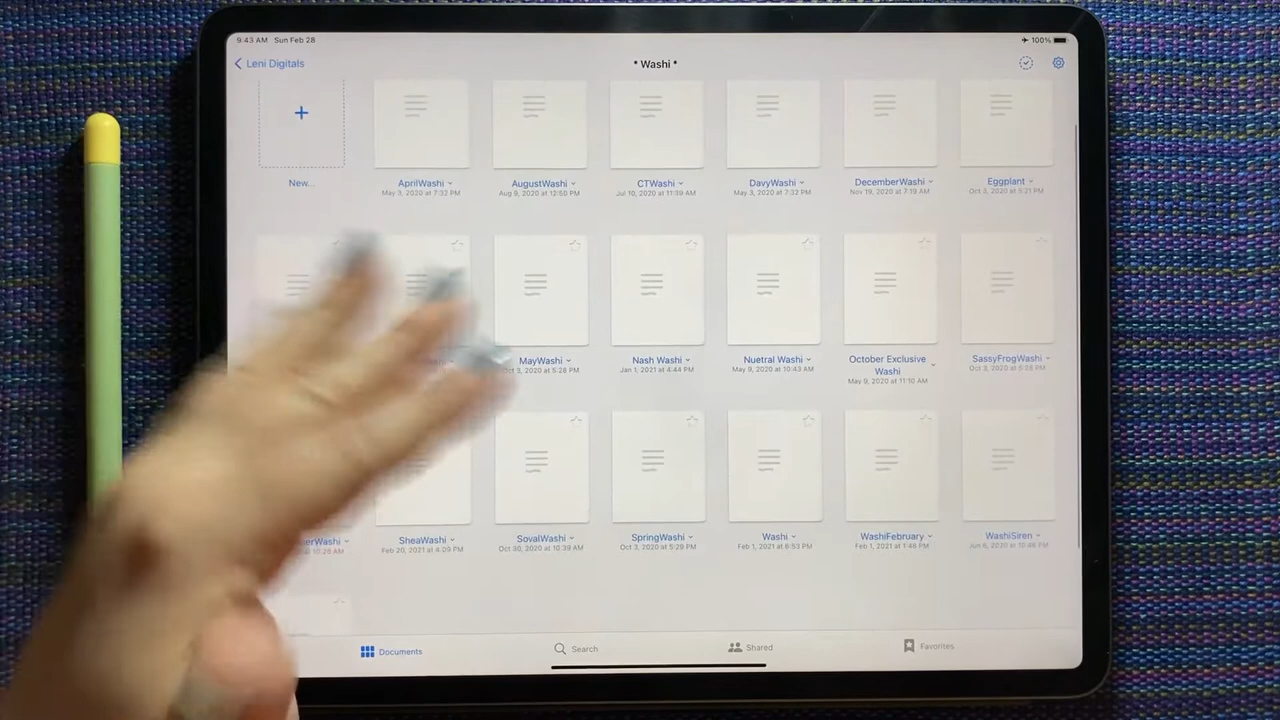 9:43 AM Sun Feb 28
100%
Leni Digitals
* Washi *
New...
AprilWashi
May 3, 2020 at 7:33 PM
AugustWashi
Aug 9, 2020 at 12:50 PM
CTWashi
Jul 10, 2020 at 11:39 AM
DavyWashi
May 3, 2020 at 7:32 PM
DecemberWashi
Nov 19, 2020 at 7:19 AM
Eggplant
Oct 3, 2020 at 5:21 PM
MayWashi
Oct 3, 2020 at 5:28 PM
Nash Washi
Jan 1, 2021 at 4:44 PM
Nuetral Washi
May 9, 2020 at 10:43 AM
October Exclusive
Washi
May 9, 2020 at 11:10 AM
SassyFrogWashi
Oct 3, 2020 at 5:28 PM
erWashi
at 10:28 AM
SheaWashi
Feb 20, 2021 at 4:09 PM
SovalWashi
Oct 30, 2020 at 10:39 AM
SpringWashi
Oct 3, 2020 at 5:29 PM
Washi
Feb 1, 2021 at 6:53 PM
WashiFebruary
Feb 1, 2021 at 1:46 PM
WashiSiren
Jun 6, 2020 at 10:46 PM
Documents
Search
Shared
Favorites